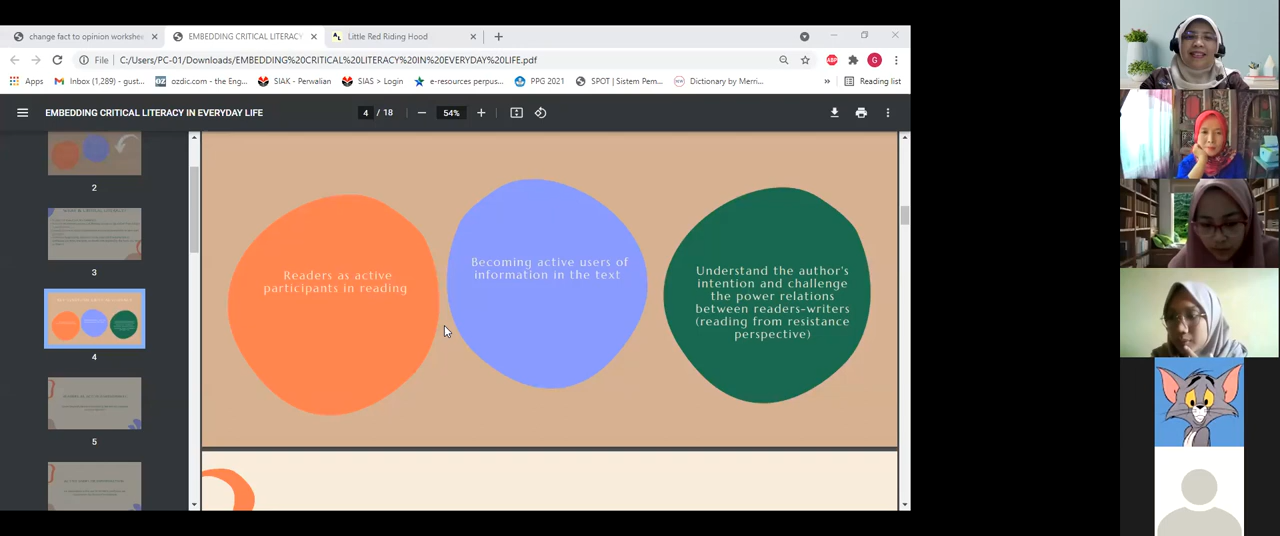 change fact to opinion workshee
EMBEDDING CRITICAL LITERACY
Little Red Riding Hood
File
C:/Users/PC-01/Downloads/EMBEDDING%20CRITICAL%20LITERACY%20IN%20EVERYDAY%20LIFE.pdf
G
Apps
Inbox (1,289) - gumest
ozdic.com - the Eng...
SIAK - Perwalian
SIAS > Login
e-resources perpus...
PPG 2021
SPOT | Sistem Pem...
Dictionary by Merri...
Reading list
EMBEDDING CRITICAL LITERACY IN EVERYDAY LIFE
4 / 18
54%
2
3
4
5
Readers as active
participants in reading
Becoming active users of
information in the text
Understand the author's
intention and challenge
the power relations
between readers-writers
(reading from resistance
perspective)